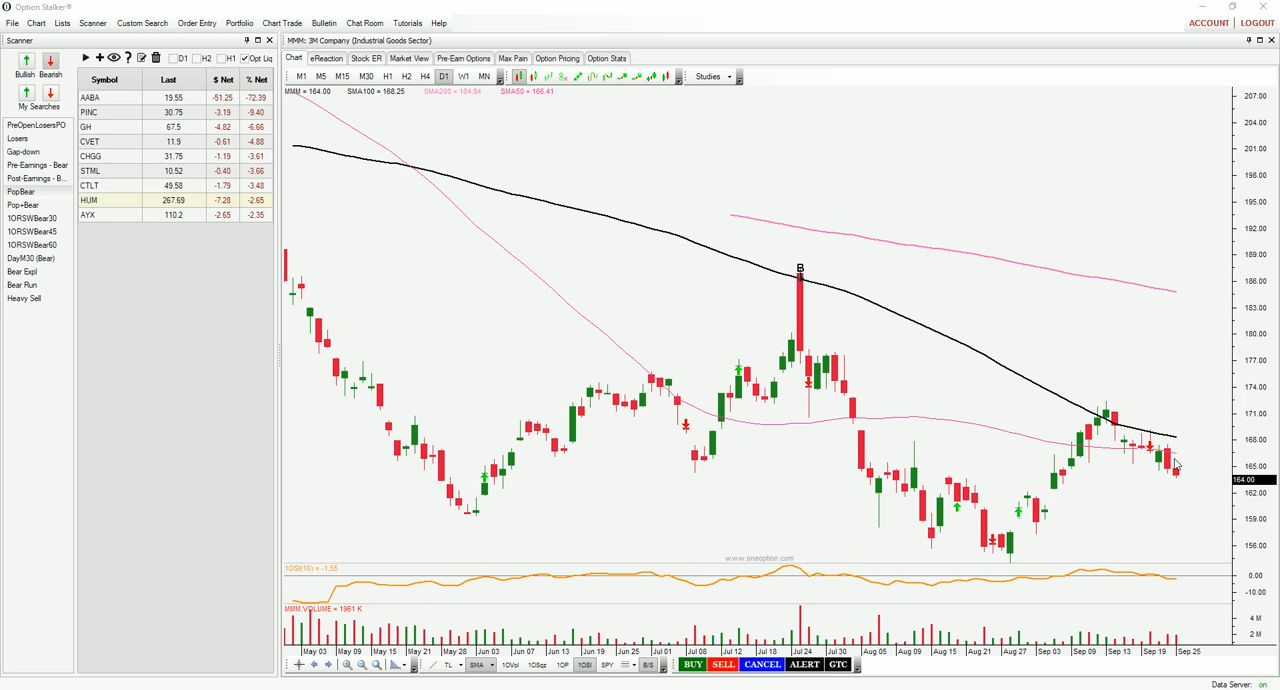 Option Stalker®
File Chart Lists Scanner Custom Search Order Entry Portfolio Chart Trade Bulletin Chat Room Tutorials Help
ACCOUNT | LOGOUT
Scanner
MMM: 3M Company (Industrial Goods Sector)
Bullish Bearish
My Searches
D1 H2 H4 H1 Opt Liq
Symbol Last $ Net % Net
AABA 19.55 -51.25 -72.39
PINC 30.75 -3.19 -9.40
GH 67.5 -4.82 -6.66
CVET 11.9 -0.61 -4.88
CHGG 31.75 -1.19 -3.61
STML 10.52 -0.40 -3.66
CTLT 49.58 -1.79 -3.48
HUM 267.69 -7.28 -2.65
AYX 110.2 -2.65 -2.35
PreOpenLosersPO
Losers
Gap-down
Pre-Earnings - Bear
Post-Earnings - B...
PopBear
Pop+Bear
1ORSWBear30
1ORSWBear45
1ORSWBear60
DayM30 (Bear)
Bear Expl
Bear Run
Heavy Sell
Chart eReaction Stock ER Market View Pre-Earn Options Max Pain Option Pricing Option Stats
M1 M5 M15 M30 H1 H2 H4 D1 W1 MN Studies
MMM = 164.00 SMA100 = 168.25 SMA200 = 184.84 SMA50 = 166.41
207.00
204.00
201.00
198.00
195.00
192.00
189.00
186.00
183.00
180.00
177.00
174.00
171.00
168.00
165.00
164.00
162.00
159.00
156.00
B
www.oneoption.com
1OSI(10) = -1.55
0.00
-10.00
MMM.VOLUME = 1961 K
4 M
2 M
May 03 May 09 May 15 May 21 May 28 Jun 03 Jun 07 Jun 13 Jun 19 Jun 25 Jul 01 Jul 08 Jul 12 Jul 18 Jul 24 Jul 30 Aug 05 Aug 09 Aug 15 Aug 21 Aug 27 Sep 03 Sep 09 Sep 13 Sep 19 Sep 25
TL SMA 1OVol 1OSqz 1OP 1OSI SPY B/S BUY SELL CANCEL ALERT GTC
Data Server: on